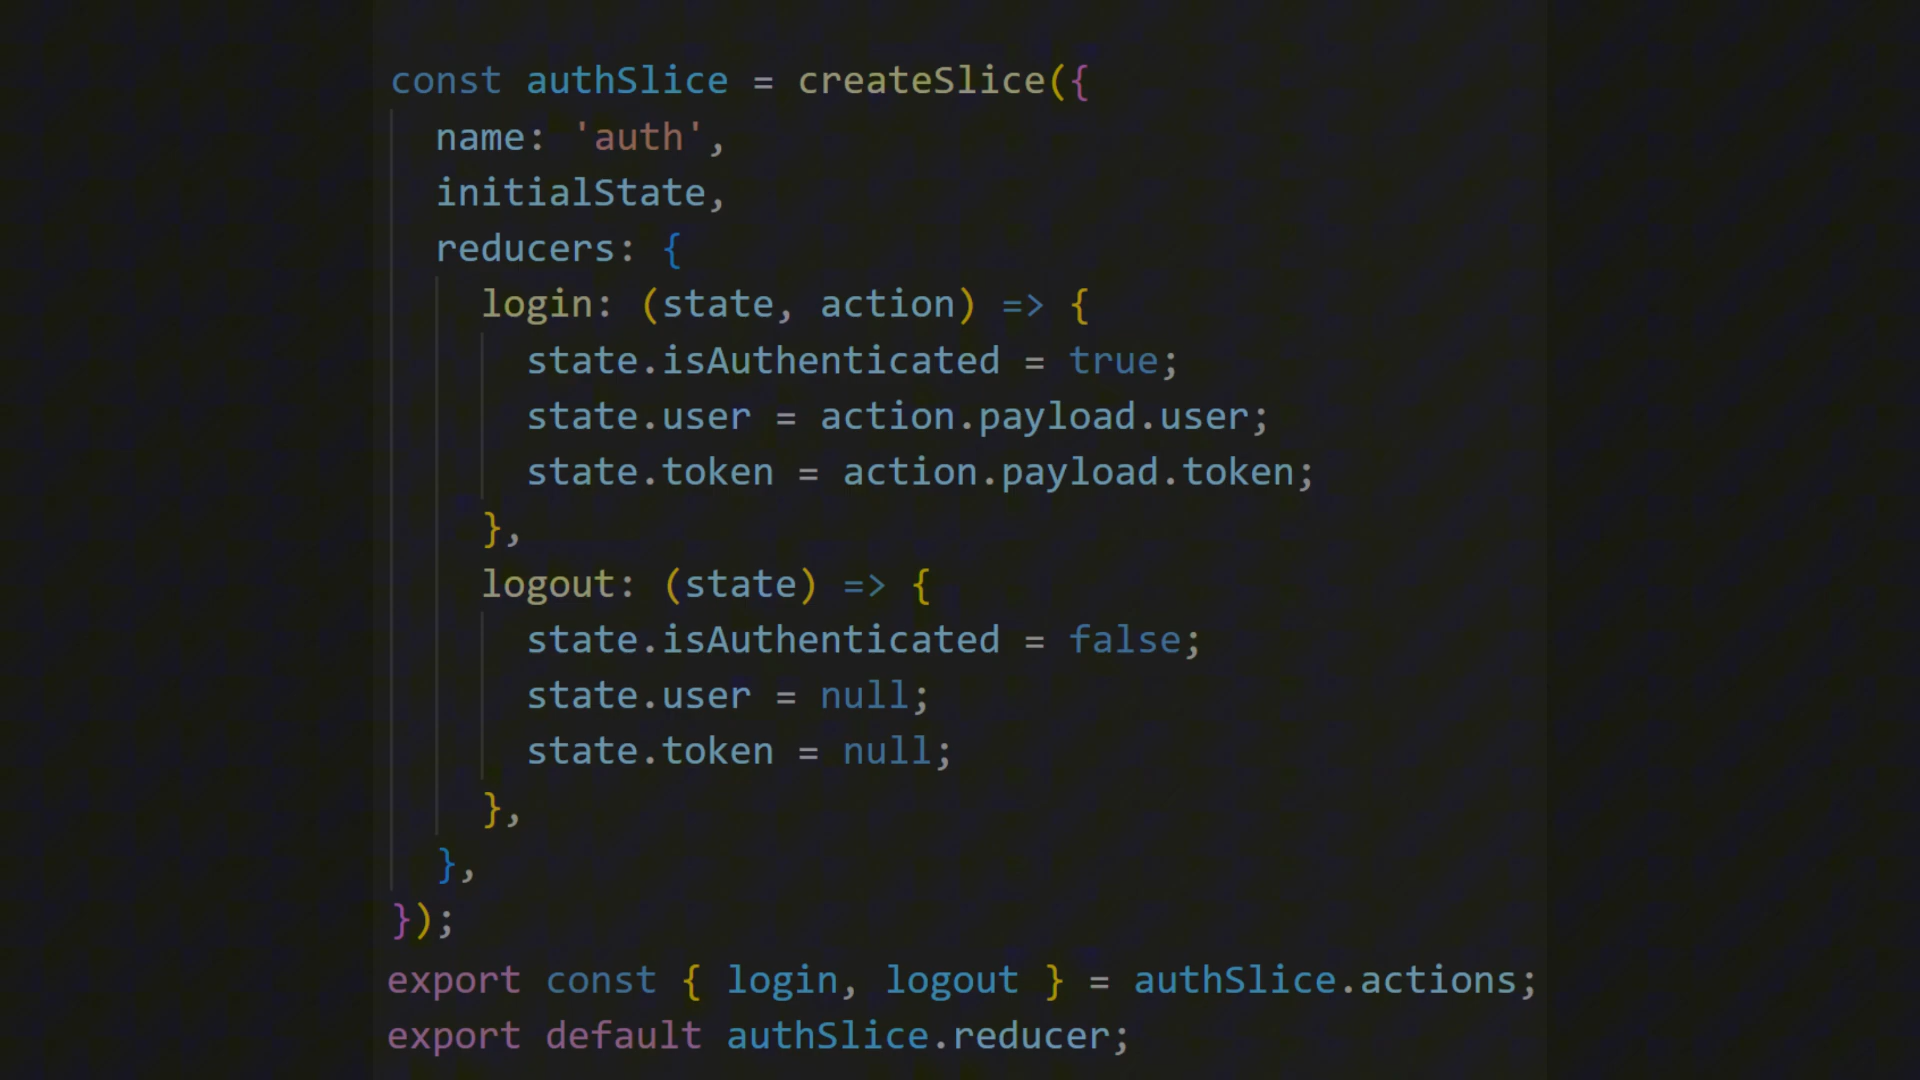 const authSlice = createSlice({
  name: 'auth',
  initialState,
  reducers: {
    login: (state, action) => {
      state.isAuthenticated = true;
      state.user = action.payload.user;
      state.token = action.payload.token;
    },
    logout: (state) => {
      state.isAuthenticated = false;
      state.user = null;
      state.token = null;
    },
  },
});
export const { login, logout } = authSlice.actions;
export default authSlice.reducer;